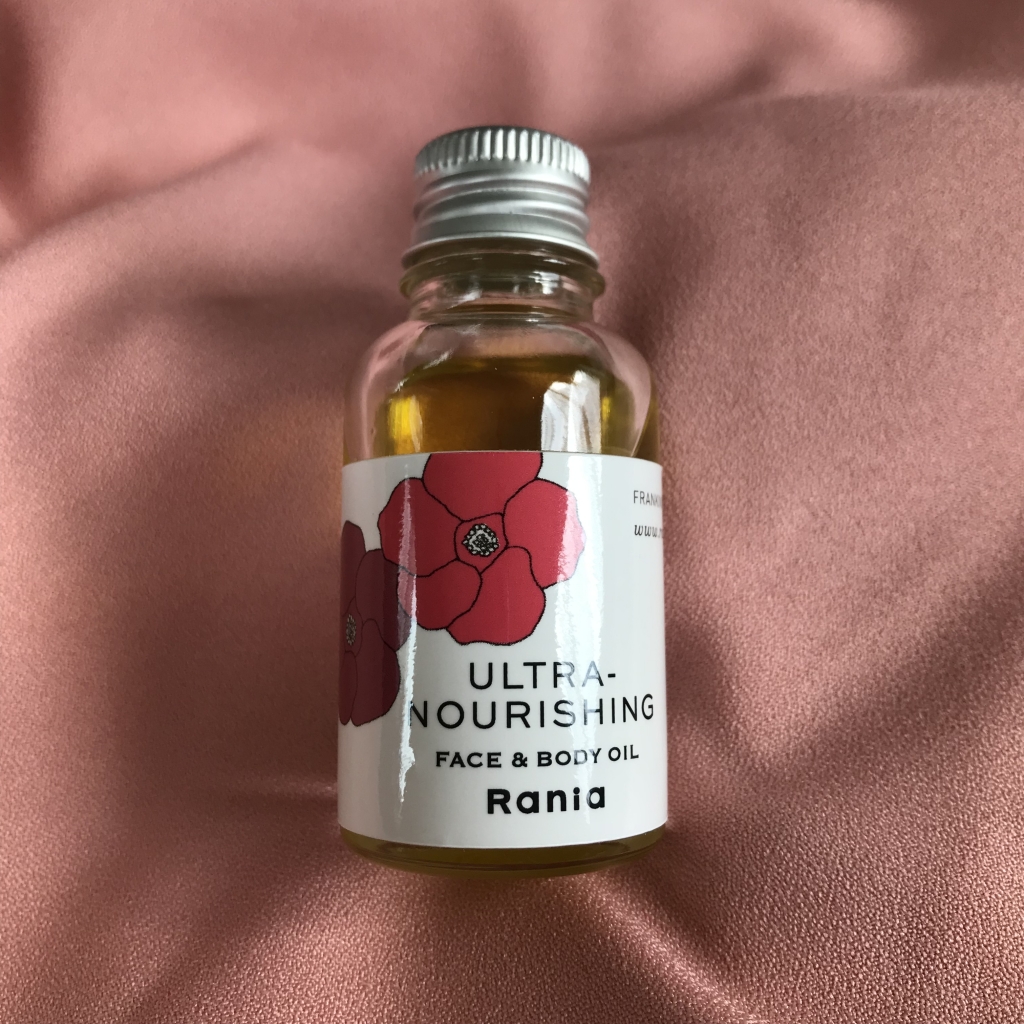 ULTRA-
NOURISHING
FACE & BODY OIL
Rania